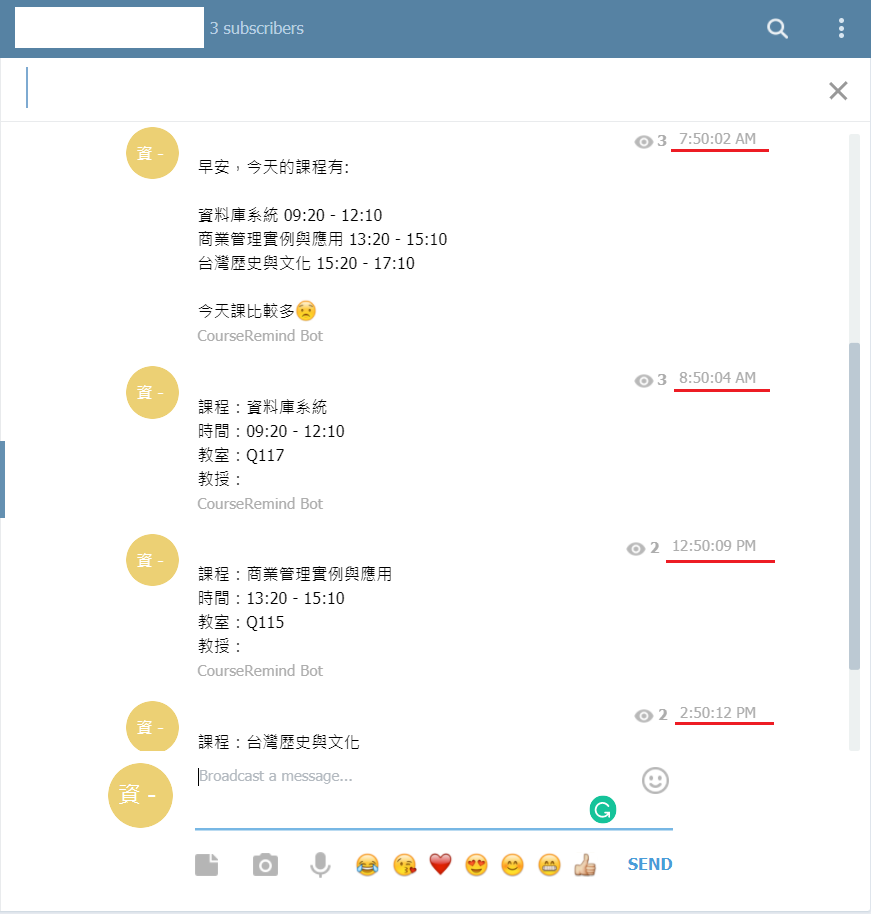 3 subscribers
資 -
3 7:50:02 AM
早安，今天的課程有:
資料庫系統 09:20 - 12:10
商業管理實例與應用 13:20 - 15:10
台灣歷史與文化 15:20 - 17:10
今天課比較多😟
CourseRemind Bot
資 -
3 8:50:04 AM
課程：資料庫系統
時間：09:20 - 12:10
教室：Q117
教授：
CourseRemind Bot
資 -
2 12:50:09 PM
課程：商業管理實例與應用
時間：13:20 - 15:10
教室：Q115
教授：
CourseRemind Bot
資 -
2 2:50:12 PM
課程：台灣歷史與文化
資 -
Broadcast a message...
SEND